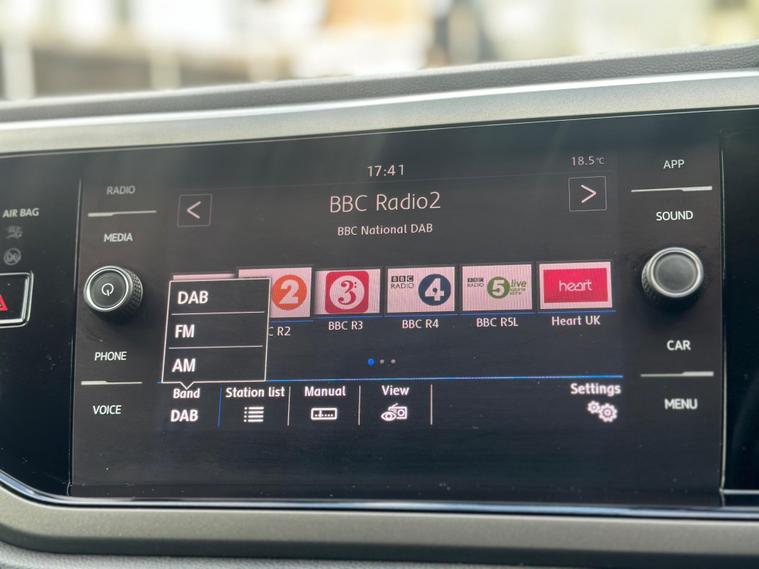 RADIO
MEDIA
AIR BAG
PHONE
VOICE
17:41
18.5°C
BBC Radio2
BBC National DAB
<
>
2
3
BBC RADIO 4
BBC RADIO 5 live
heart
R2
BBC R3
BBC R4
BBC R5L
Heart UK
DAB
FM
AM
Band
DAB
Station list
Manual
View
Settings
APP
SOUND
CAR
MENU